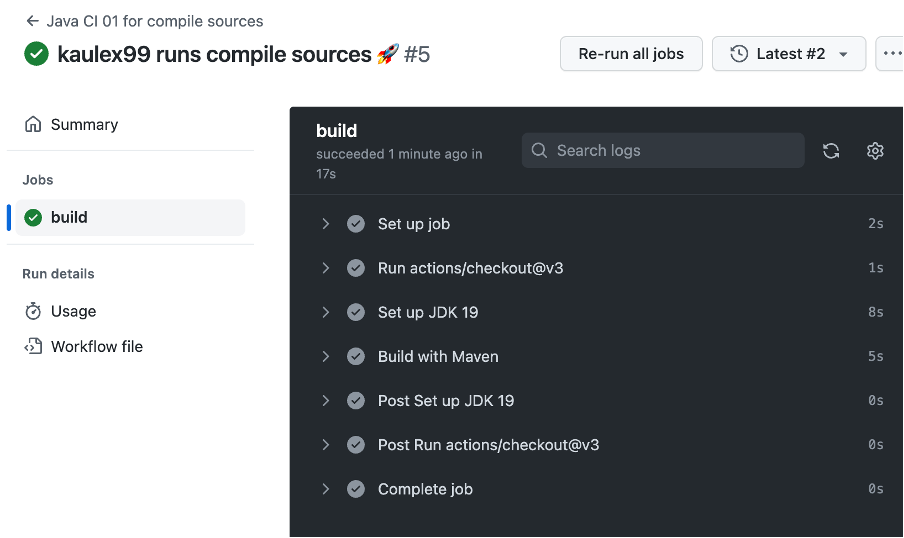 ← Java CI 01 for compile sources
kaulex99 runs compile sources 🚀 #5
Re-run all jobs
Latest #2
Summary
Jobs
build
Run details
Usage
Workflow file
build
succeeded 1 minute ago in
17s
Search logs
Set up job 2s
Run actions/checkout@v3 1s
Set up JDK 19 8s
Build with Maven 5s
Post Set up JDK 19 0s
Post Run actions/checkout@v3 0s
Complete job 0s